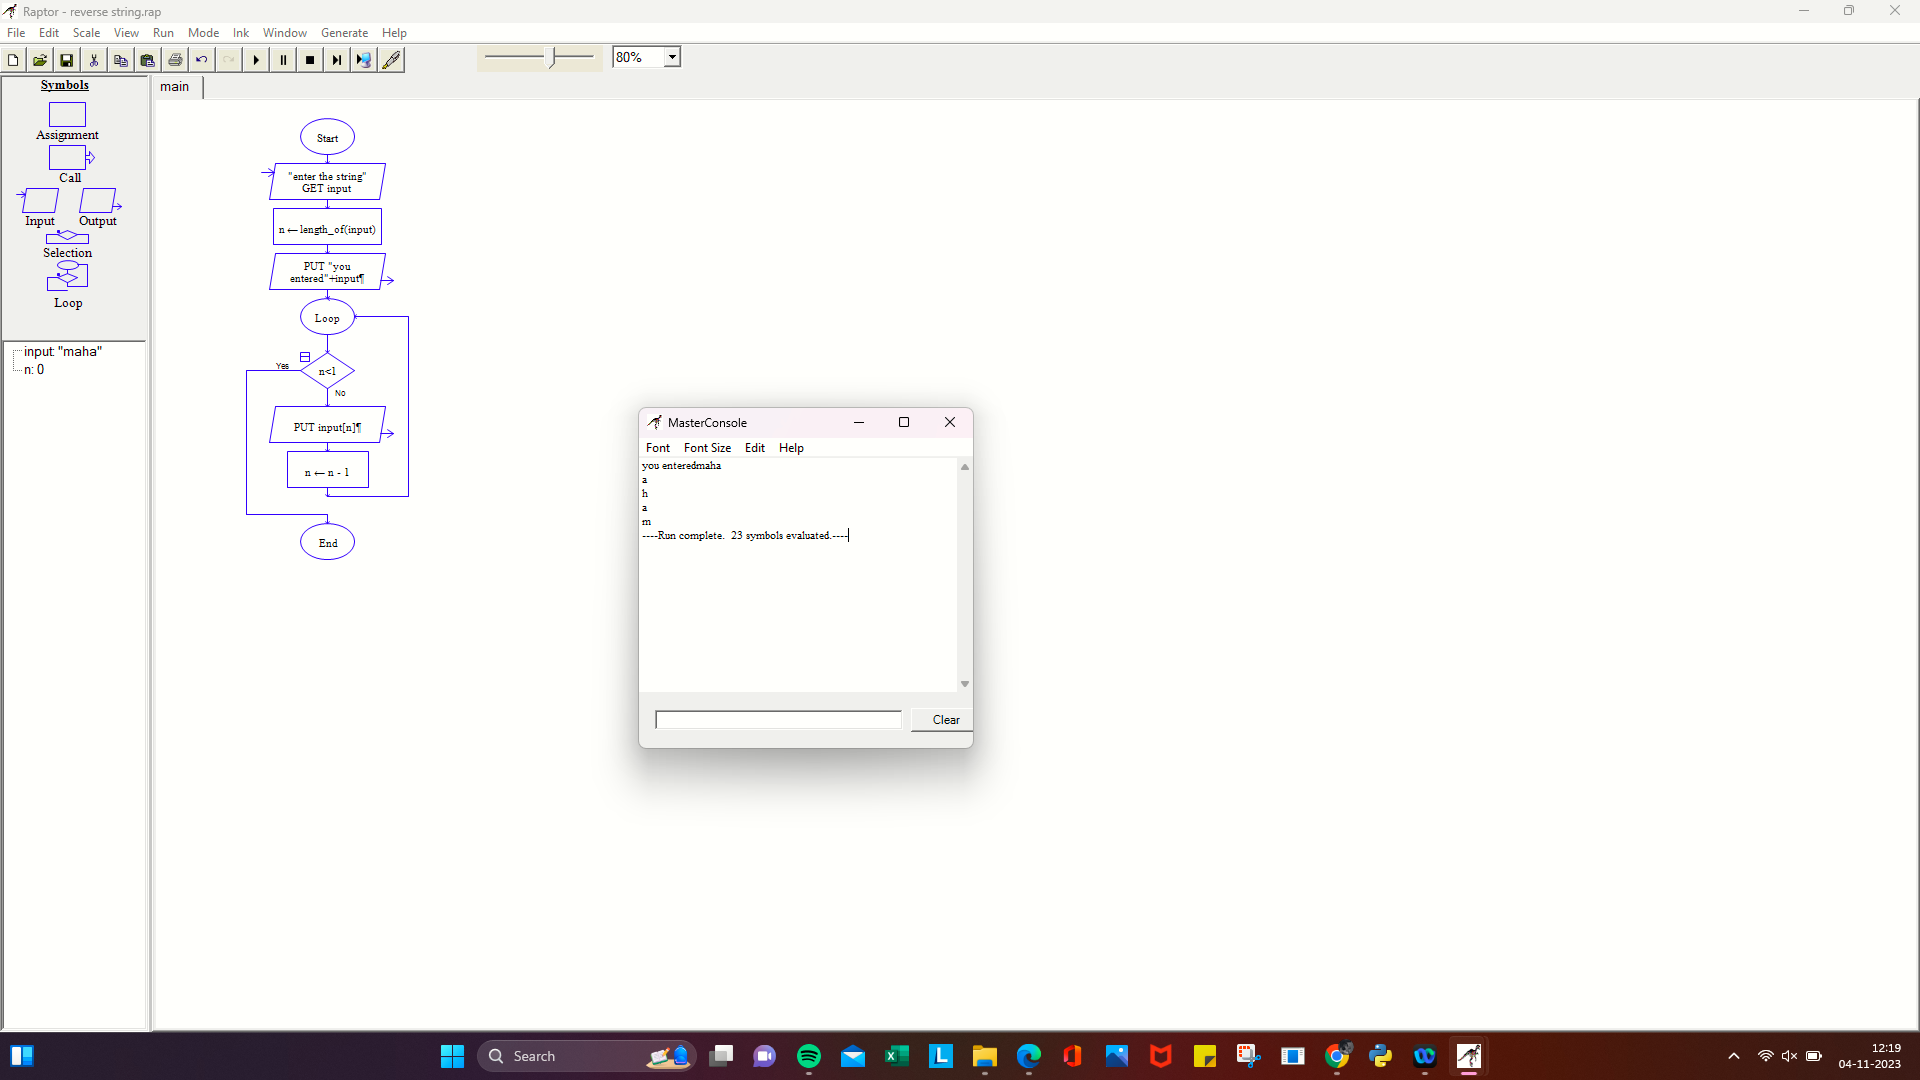 Raptor - reverse string.rap
File Edit Scale View Run Mode Ink Window Generate Help
80%
Symbols
Assignment
Call
Input Output
Selection
Loop
input: "maha"
n: 0
main
Start
"enter the string"
GET input
n ← length_of(input)
PUT "you
entered"+input¶
Loop
Yes
n<1
No
PUT input[n]¶
n ← n - 1
End
MasterConsole
Font Font Size Edit Help
you enteredmaha
a
h
a
m
----Run complete.  23 symbols evaluated.----
Clear
Search
12:19
04-11-2023